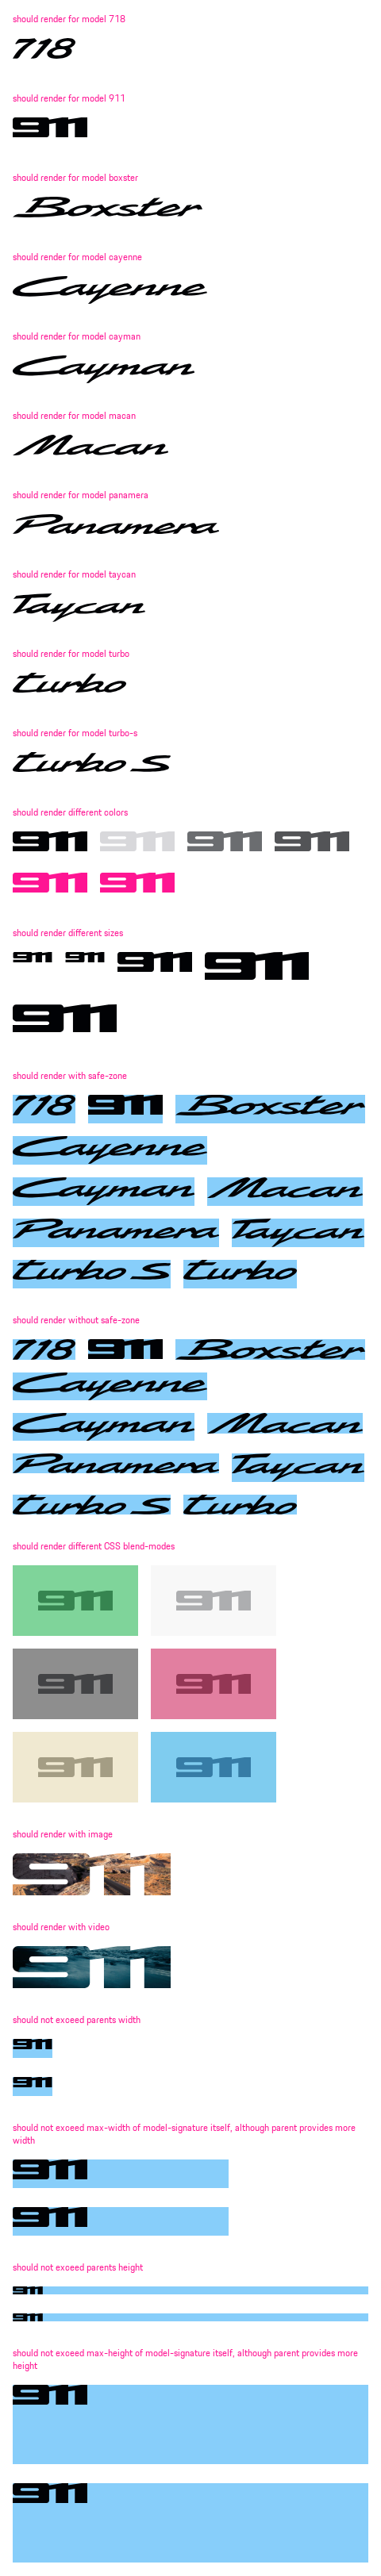 should render for model 718
718
should render for model 911
911
should render for model boxster
Boxster
should render for model cayenne
Cayenne
should render for model cayman
Cayman
should render for model macan
Macan
should render for model panamera
Panamera
should render for model taycan
Taycan
should render for model turbo
turbo
should render for model turbo-s
turbo S
should render different colors
911 911 911 911
911 911
should render different sizes
911 911 911 911
911
should render with safe-zone
718 911 Boxster
Cayenne
Cayman Macan
Panamera Taycan
turbo S turbo
should render without safe-zone
718 911 Boxster
Cayenne
Cayman Macan
Panamera Taycan
turbo S turbo
should render different CSS blend-modes
911 911
911 911
911 911
should render with image
911
should render with video
911
should not exceed parents width
911
911
should not exceed max-width of model-signature itself, although parent provides more
width
911
911
should not exceed parents height
911
911
should not exceed max-height of model-signature itself, although parent provides more
height
911
911